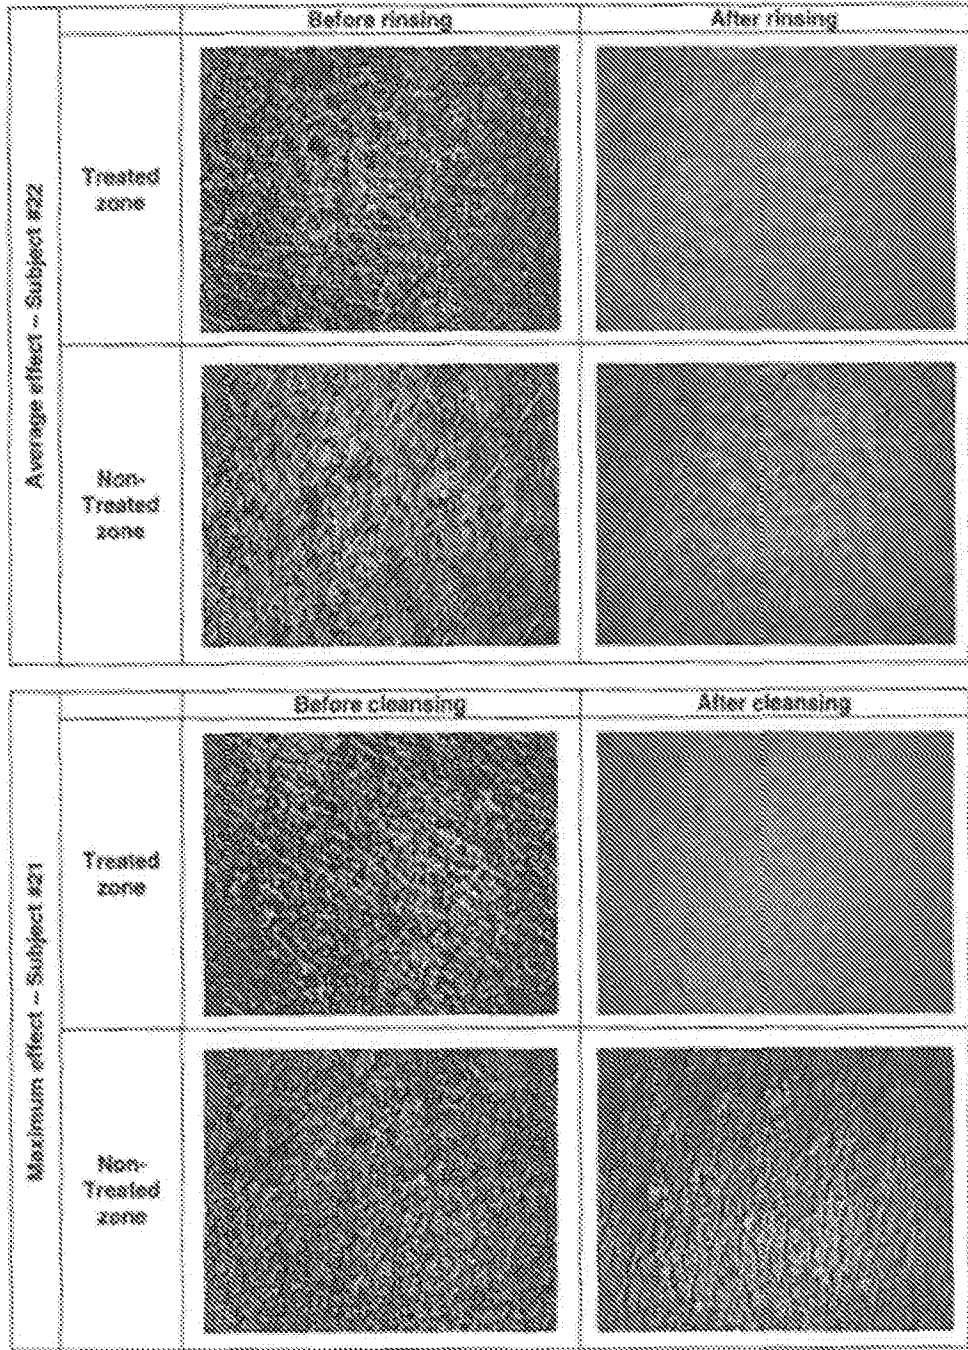 Before rinsing
After rinsing
Average effect – Subject #22
Treated
zone
Non-
Treated
zone
Before cleansing
After cleansing
Maximum effect – Subject #21
Treated
zone
Non-
Treated
zone